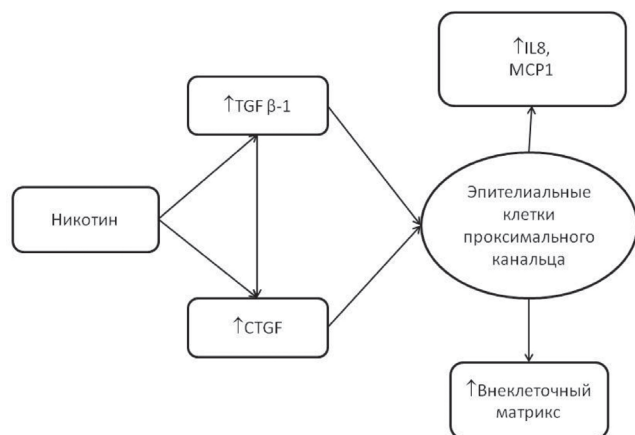 ↑IL8,
MCP1
↑TGF β-1
Никотин
Эпителиальные
клетки
проксимального
канальца
↑CTGF
↑Внеклеточный
матрикс